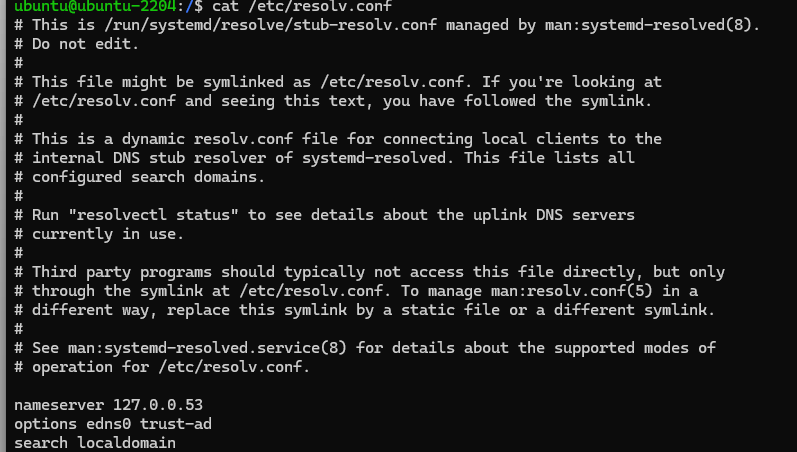 ubuntu@ubuntu-2204:/$ cat /etc/resolv.conf
# This is /run/systemd/resolve/stub-resolv.conf managed by man:systemd-resolved(8).
# Do not edit.
#
# This file might be symlinked as /etc/resolv.conf. If you're looking at
# /etc/resolv.conf and seeing this text, you have followed the symlink.
#
# This is a dynamic resolv.conf file for connecting local clients to the
# internal DNS stub resolver of systemd-resolved. This file lists all
# configured search domains.
#
# Run "resolvectl status" to see details about the uplink DNS servers
# currently in use.
#
# Third party programs should typically not access this file directly, but only
# through the symlink at /etc/resolv.conf. To manage man:resolv.conf(5) in a
# different way, replace this symlink by a static file or a different symlink.
#
# See man:systemd-resolved.service(8) for details about the supported modes of
# operation for /etc/resolv.conf.

nameserver 127.0.0.53
options edns0 trust-ad
search localdomain